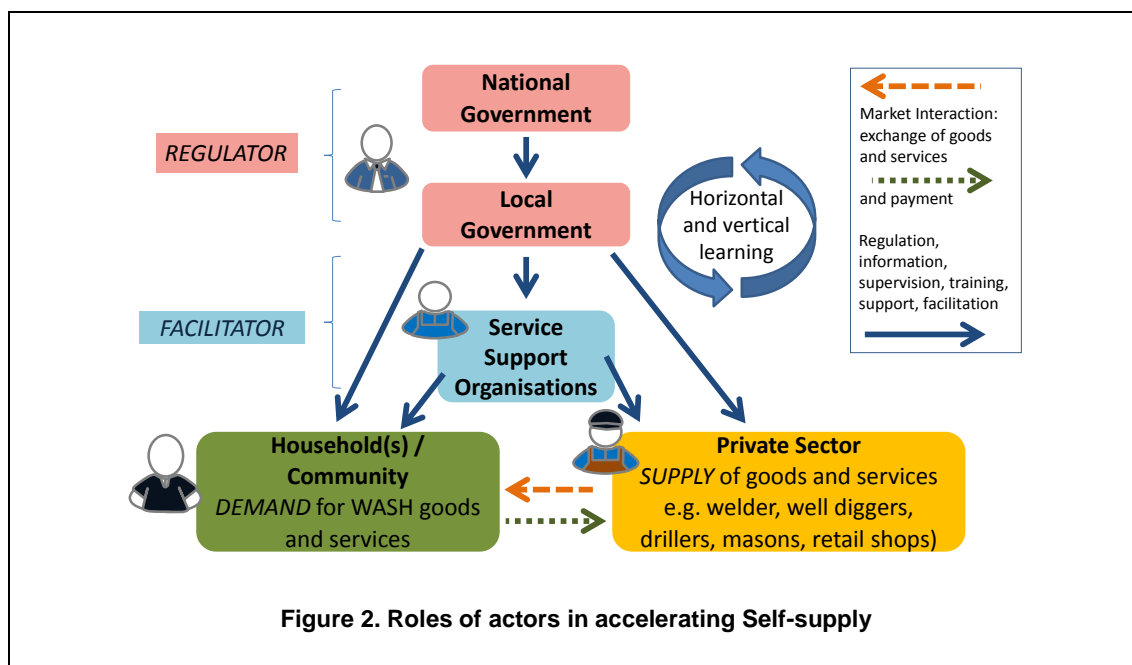 National
Government
REGULATOR
Local
Government
Horizontal
and vertical
learning
FACILITATOR
Service
Support
Organisations
Household(s) /
Community
DEMAND for WASH goods
and services
Private Sector
SUPPLY of goods and services
e.g. welder, well diggers,
drillers, masons, retail shops)
Market Interaction:
exchange of goods
and services
and payment
Regulation,
information,
supervision, training,
support, facilitation
Figure 2. Roles of actors in accelerating Self-supply